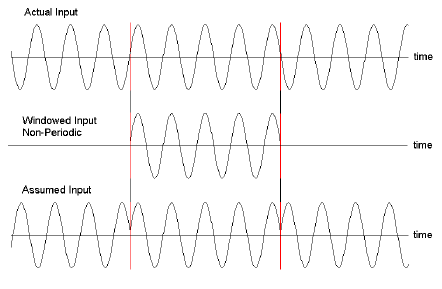 Actual Input
time
Windowed Input
Non-Periodic
time
Assumed Input
time